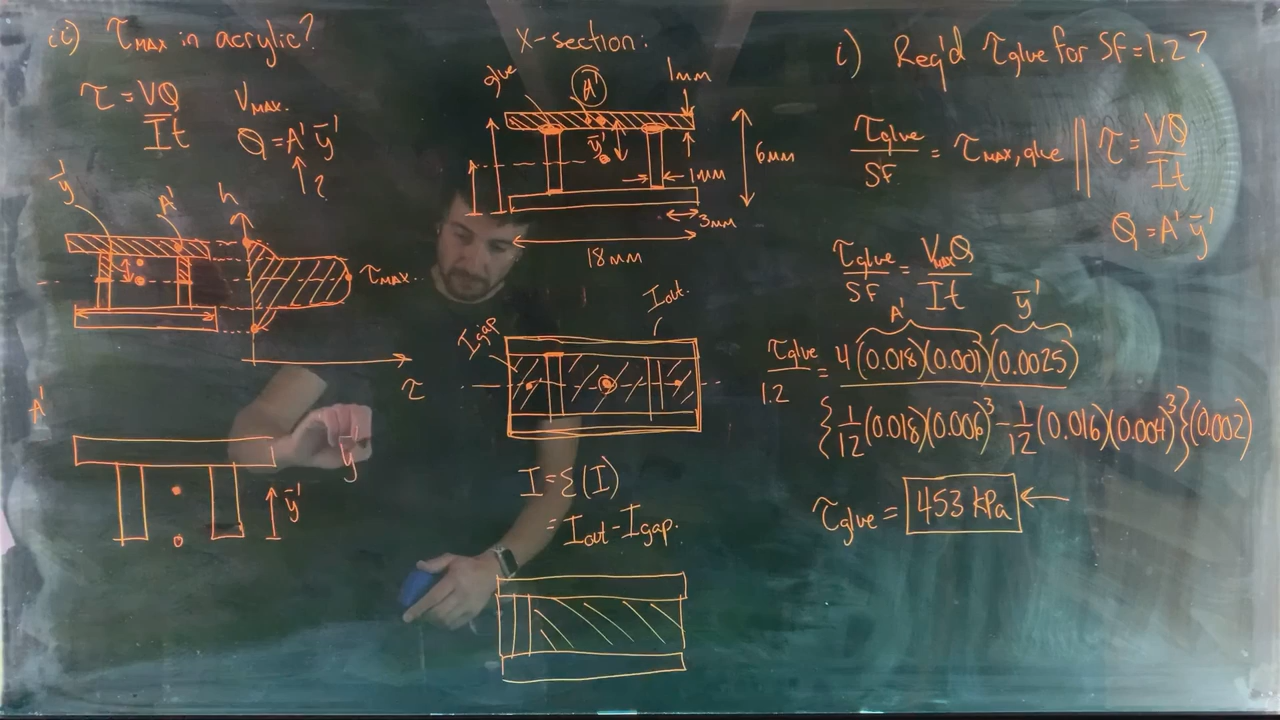 ii) τMAX in acrylic?
τ = VQ / It
VMAX.
Q = A' ȳ'
?
ȳ'
A'
h
τMAX.
τ
A'
ȳ'
ȳ
X-section:
glue
A'
1mm
ȳ'
6mm
1mm
3mm
18mm
Iout.
Igap
I = Σ(I)
= Iout - Igap.
i) Req'd τglue for SF=1.2?
τglue / SF = τmax,glue || τ = VQ / It
Q = A' ȳ'
τglue / SF = VMAX Q / It
A' ȳ'
τglue / 1.2 = 4(0.018)(0.001)(0.0025) / {1/12(0.018)(0.006)³ - 1/12(0.016)(0.004)³}(0.002)
τglue = 453 kPa ←